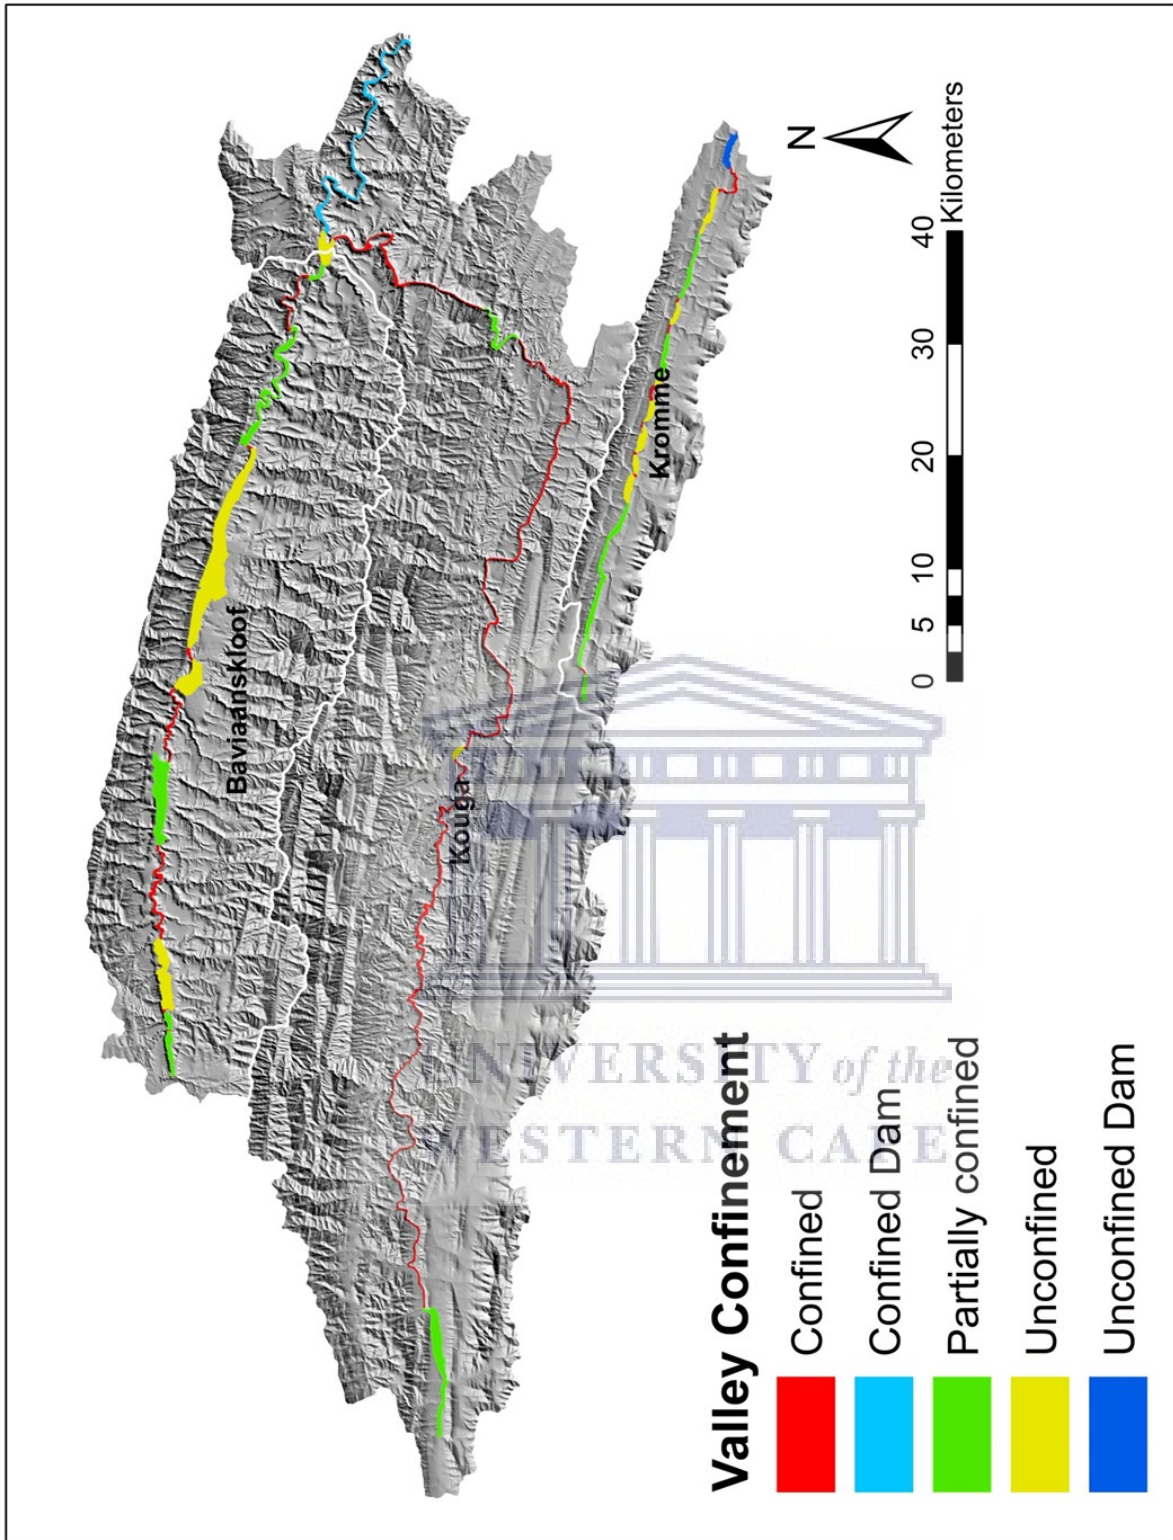 Baviaanskloof
Kouga
Kromme
N
0 5 10 20 30 40
Kilometers
Valley Confinement
Confined
Confined Dam
Partially confined
Unconfined
Unconfined Dam
UNIVERSITY of the
WESTERN CAPE